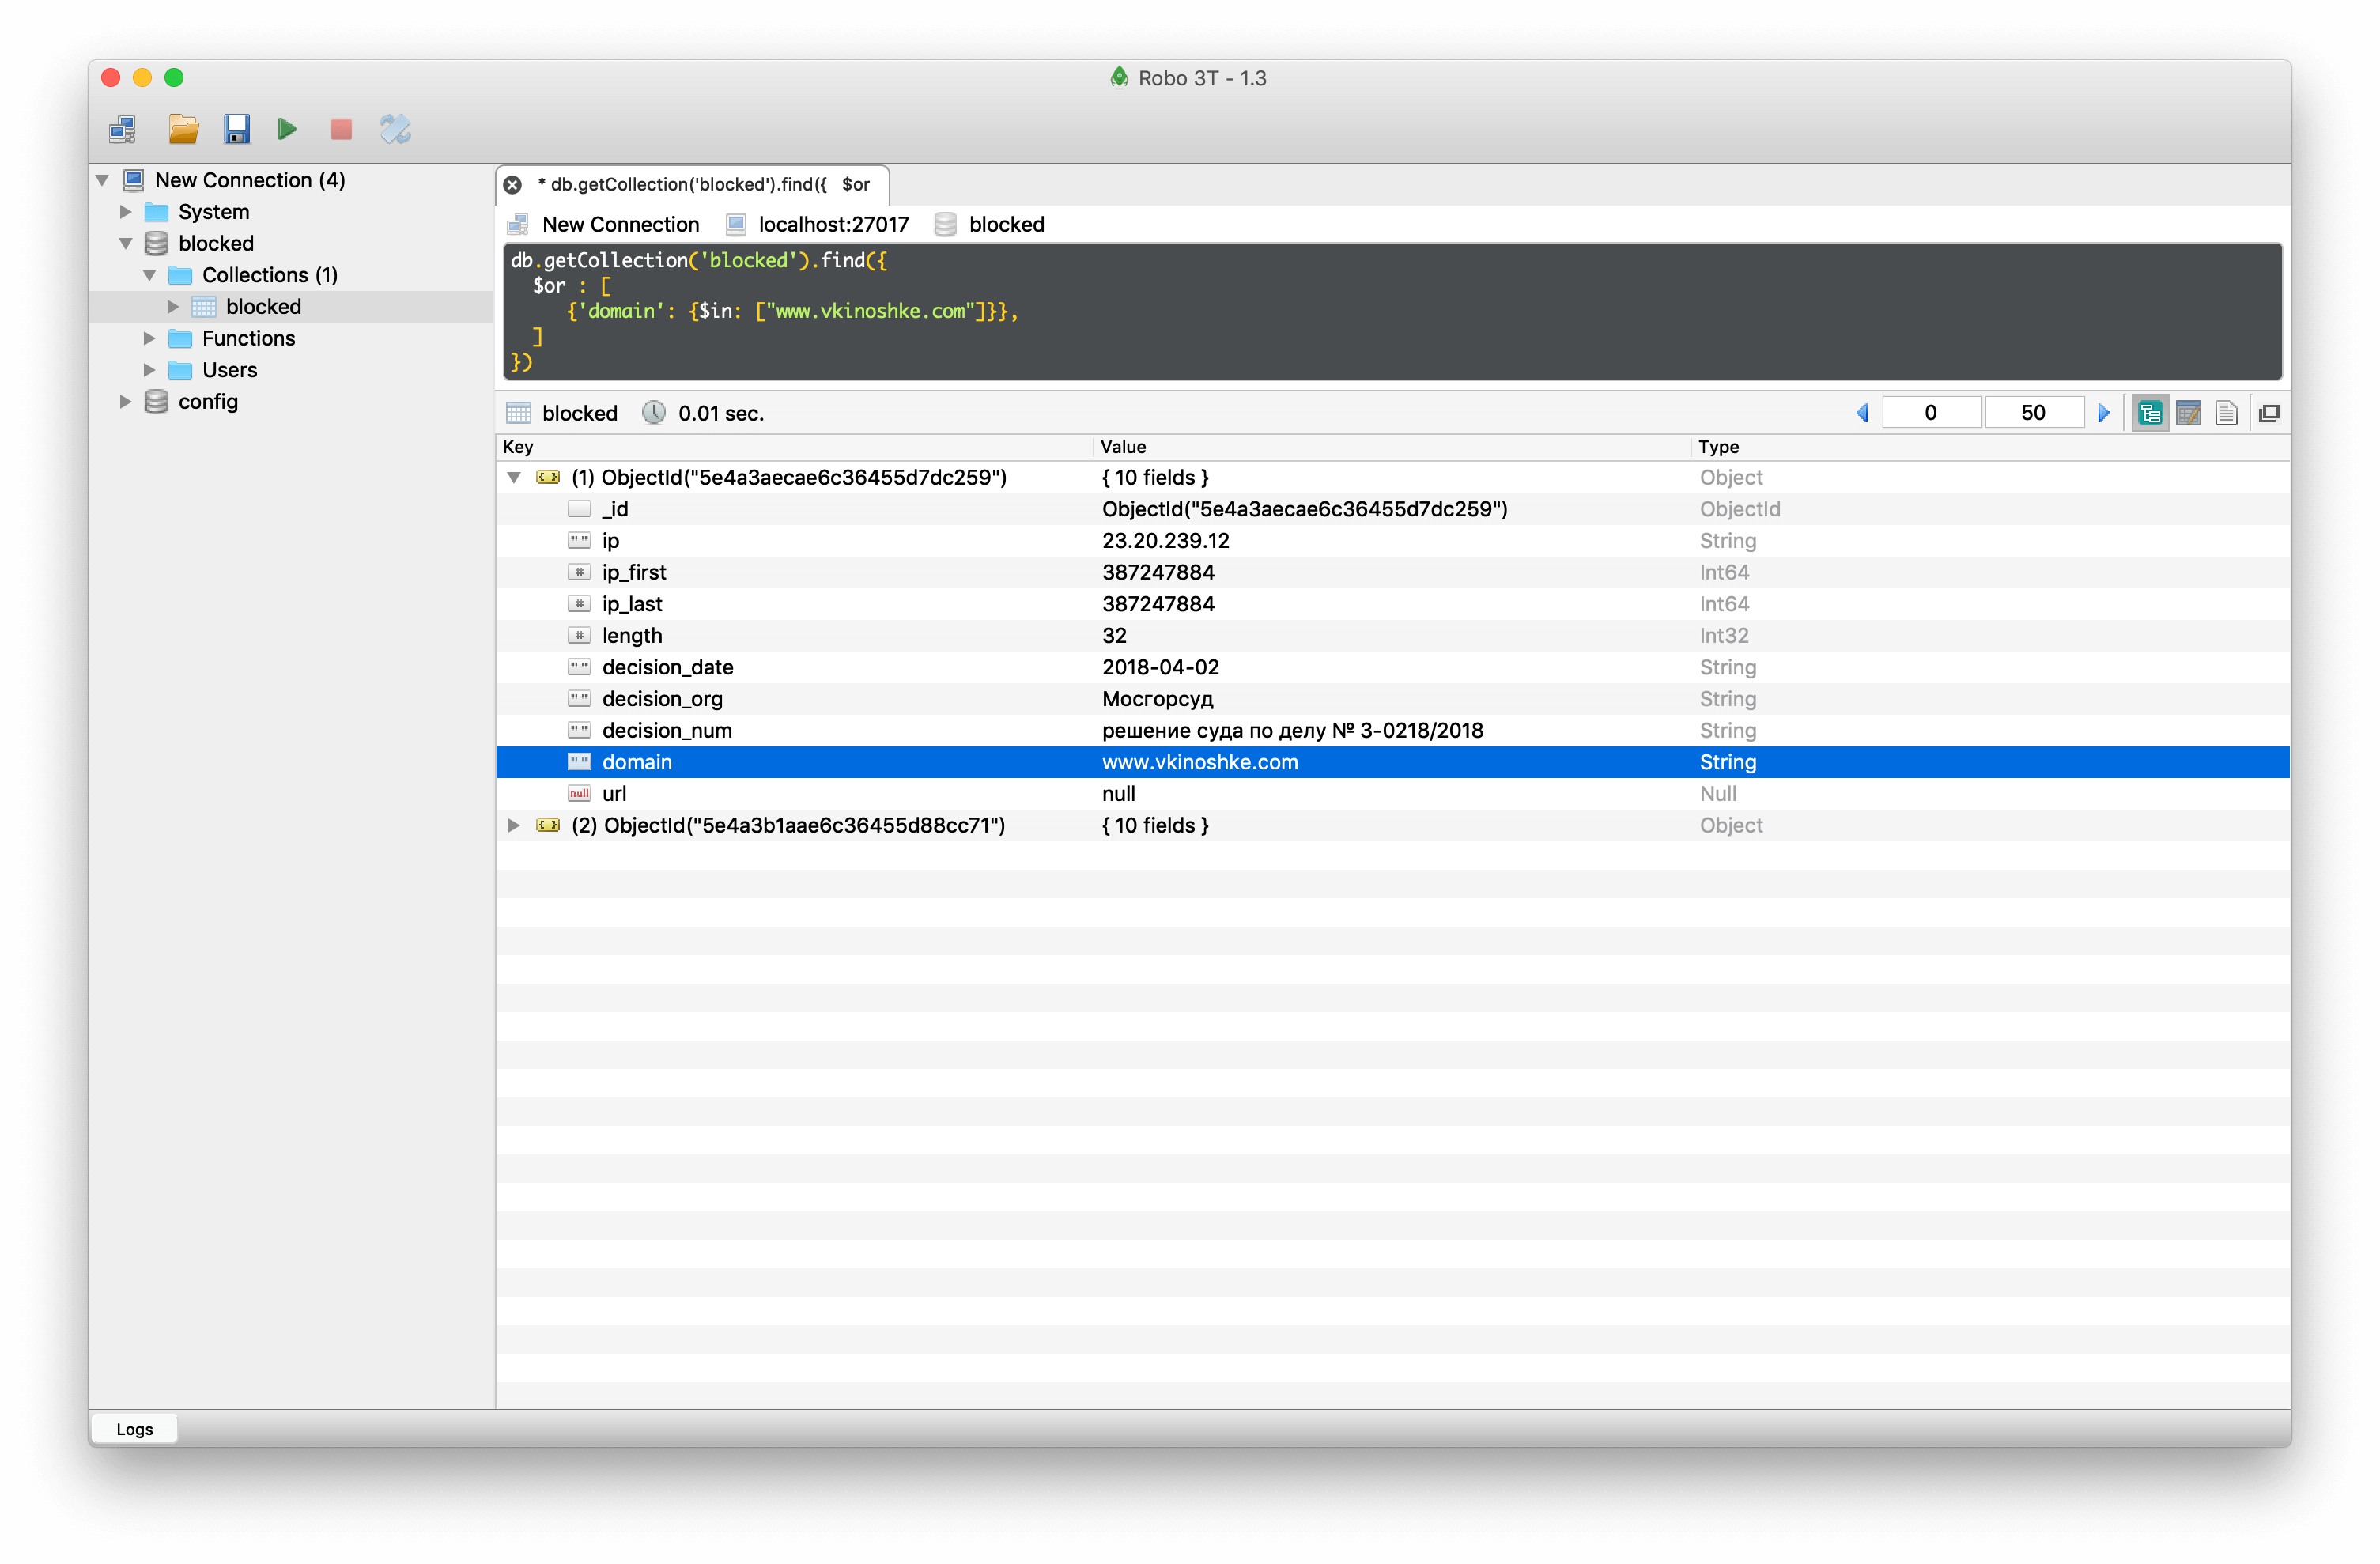 Robo 3T - 1.3
New Connection (4)
System
blocked
Collections (1)
blocked
Functions
Users
config
* db.getCollection('blocked').find({ $or
New Connection localhost:27017 blocked
db.getCollection('blocked').find({
$or : [
{'domain': {$in: ["www.vkinoshke.com"]}},
]
})
blocked 0.01 sec. 0 50
Key Value Type
(1) ObjectId("5e4a3aecae6c36455d7dc259") { 10 fields } Object
_id ObjectId("5e4a3aecae6c36455d7dc259") ObjectId
" " ip 23.20.239.12 String
# ip_first 387247884 Int64
# ip_last 387247884 Int64
# length 32 Int32
" " decision_date 2018-04-02 String
" " decision_org Мосгорсуд String
" " decision_num решение суда по делу № 3-0218/2018 String
" " domain www.vkinoshke.com String
null url null Null
(2) ObjectId("5e4a3b1aae6c36455d88cc71") { 10 fields } Object
Logs